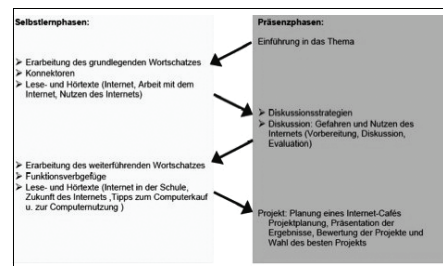 Selbstlernphasen:
➢ Erarbeitung des grundlegenden Wortschatzes
➢ Konnektoren
➢ Lese- und Hörtexte (Internet, Arbeit mit dem
Internet, Nutzen des Internets)
➢ Erarbeitung des weiterführenden Wortschatzes
➢ Funktionsverbgefüge
➢ Lese- und Hörtexte (Internet in der Schule,
Zukunft des Internets ,Tipps zum Computerkauf
u. zur Computernutzung )
Präsenzphasen:
Einführung in das Thema
➢ Diskussionsstrategien
➢ Diskussion: Gefahren und Nutzen des
Internets (Vorbereitung, Diskussion,
Evaluation)
Projekt: Planung eines Internet-Cafés
Projektplanung, Präsentation der
Ergebnisse, Bewertung der Projekte und
Wahl des besten Projekts